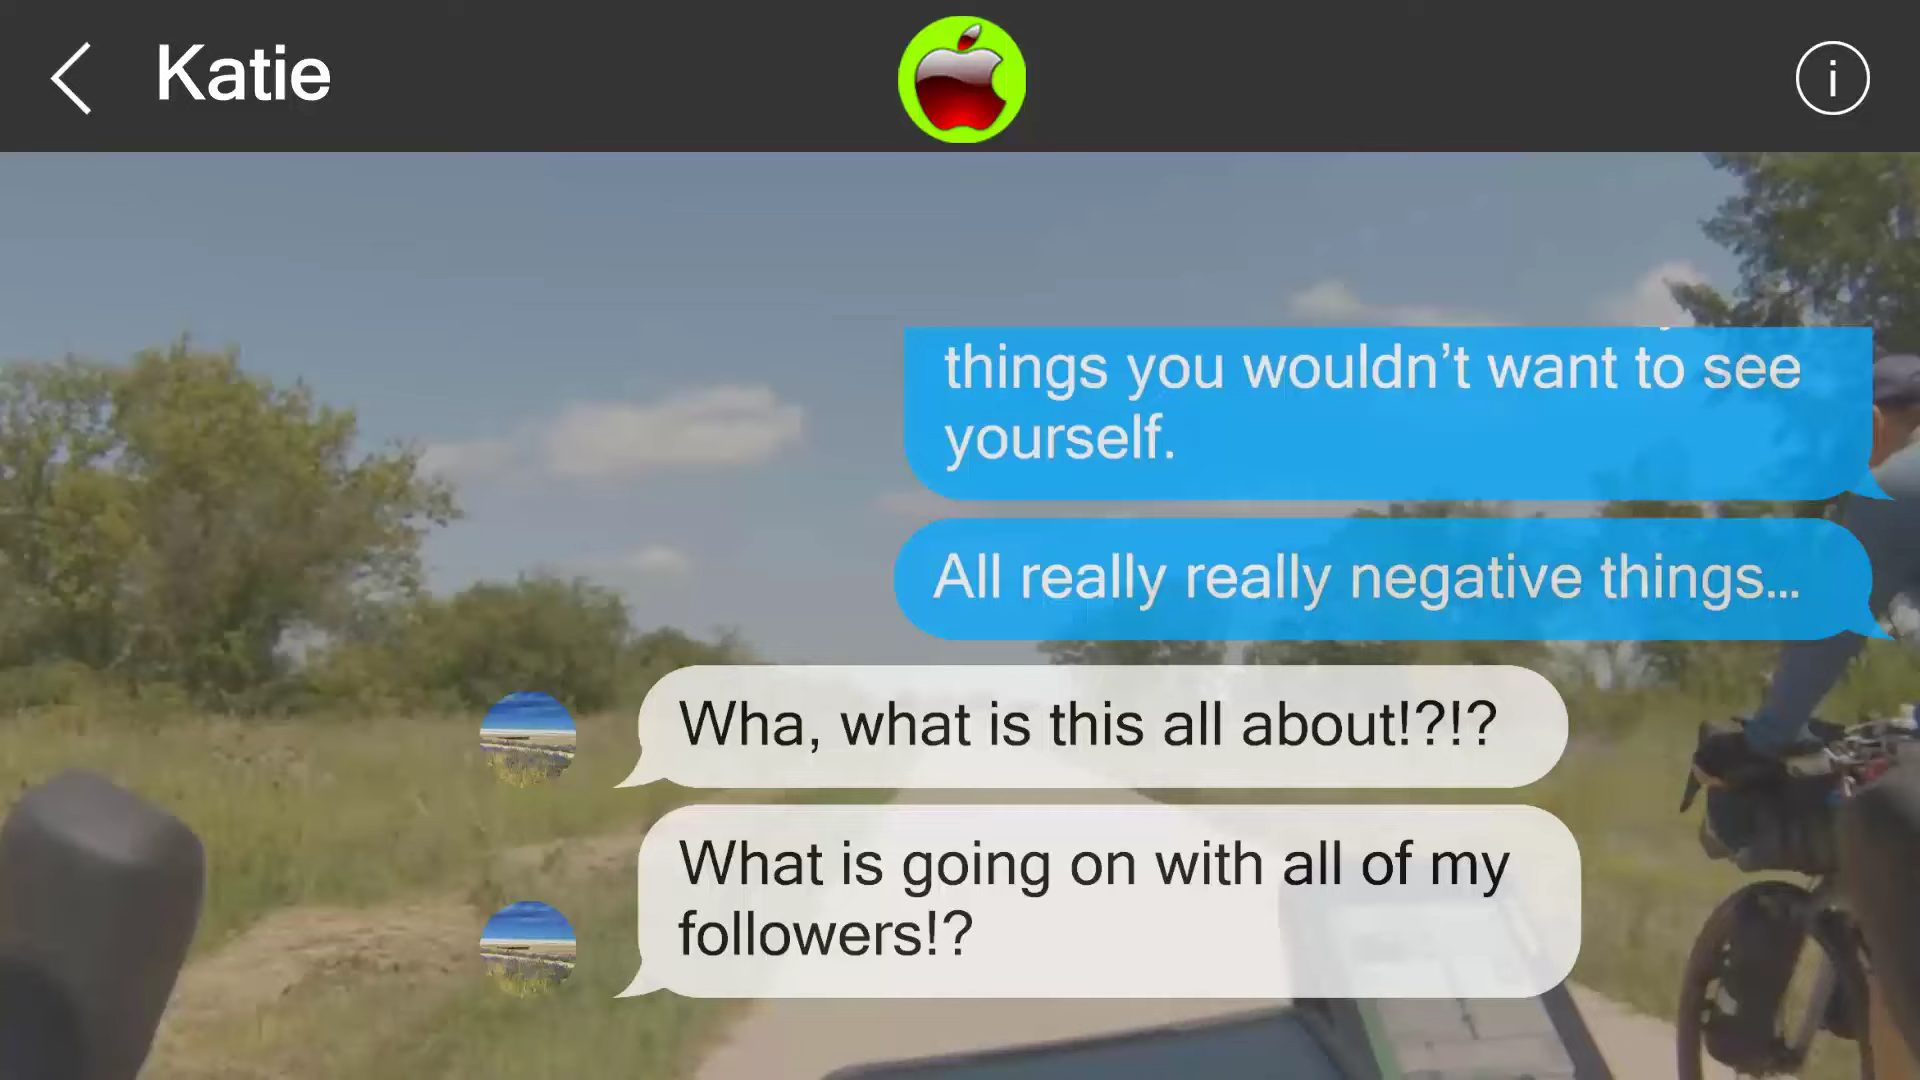 Katie
i
things you wouldn’t want to see
yourself.
All really really negative things...
Wha, what is this all about!?!?
What is going on with all of my
followers!?